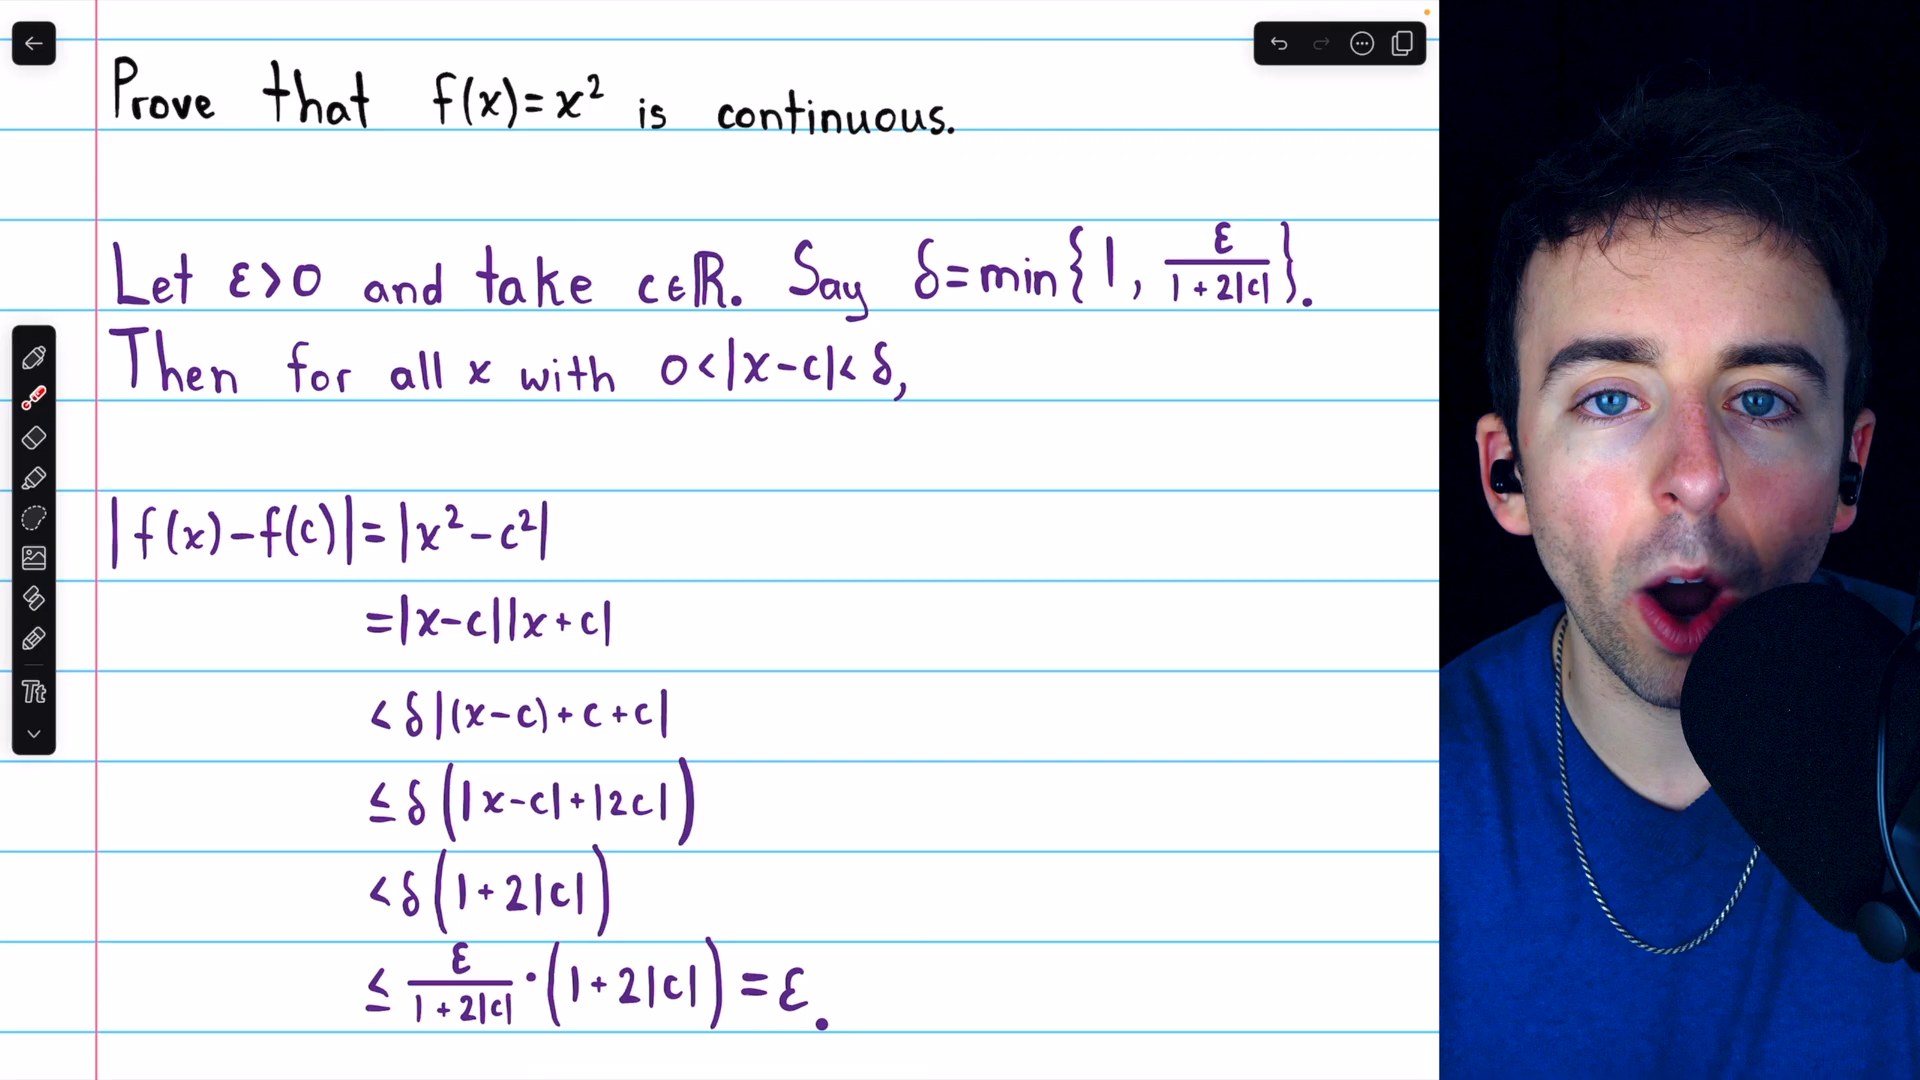 Prove that f(x)=x² is continuous.
Let ε>0 and take c∈ℝ. Say δ=min{1, ε/(1+2|c|)}.
Then for all x with 0<|x-c|<δ,
|f(x)-f(c)|=|x²-c²|
=|x-c||x+c|
<δ|(x-c)+c+c|
≤δ(|x-c|+|2c|)
<δ(1+2|c|)
≤ε/(1+2|c|)·(1+2|c|)=ε.
Tt